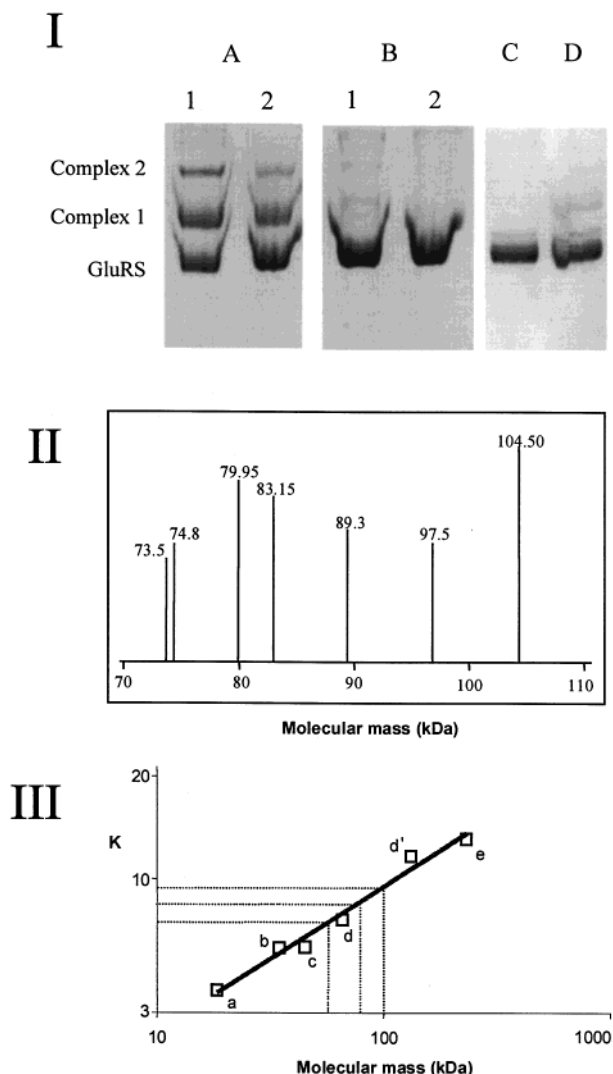 I
A B C D
1 2 1 2
Complex 2
Complex 1
GluRS
II
104.50
79.95
83.15
89.3
97.5
74.8
73.5
70 80 90 100 110
Molecular mass (kDa)
III
20
K
d'
e
10
d
b
c
a
3
10 100 1000
Molecular mass (kDa)